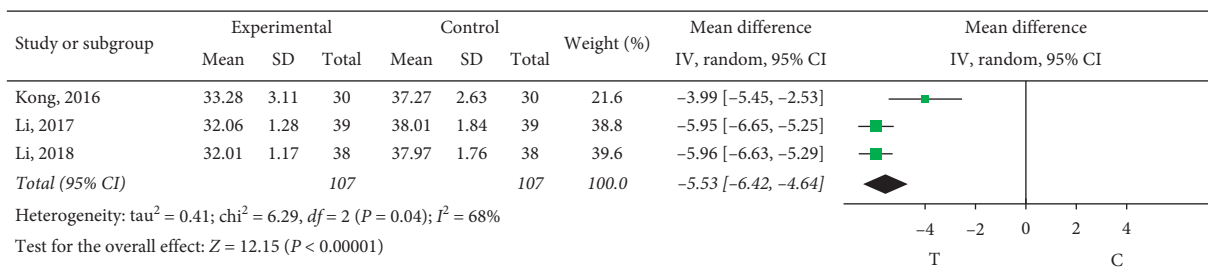 Study or subgroup Experimental Control Weight (%) Mean difference Mean difference
Mean SD Total Mean SD Total IV, random, 95% CI IV, random, 95% CI
Kong, 2016 33.28 3.11 30 37.27 2.63 30 21.6 –3.99 [–5.45, –2.53]
Li, 2017 32.06 1.28 39 38.01 1.84 39 38.8 –5.95 [–6.65, –5.25]
Li, 2018 32.01 1.17 38 37.97 1.76 38 39.6 –5.96 [–6.63, –5.29]
Total (95% CI) 107 107 100.0 –5.53 [–6.42, –4.64]
Heterogeneity: tau² = 0.41; chi² = 6.29, df = 2 (P = 0.04); I² = 68%
Test for the overall effect: Z = 12.15 (P < 0.00001)
–4 –2 0 2 4
T C